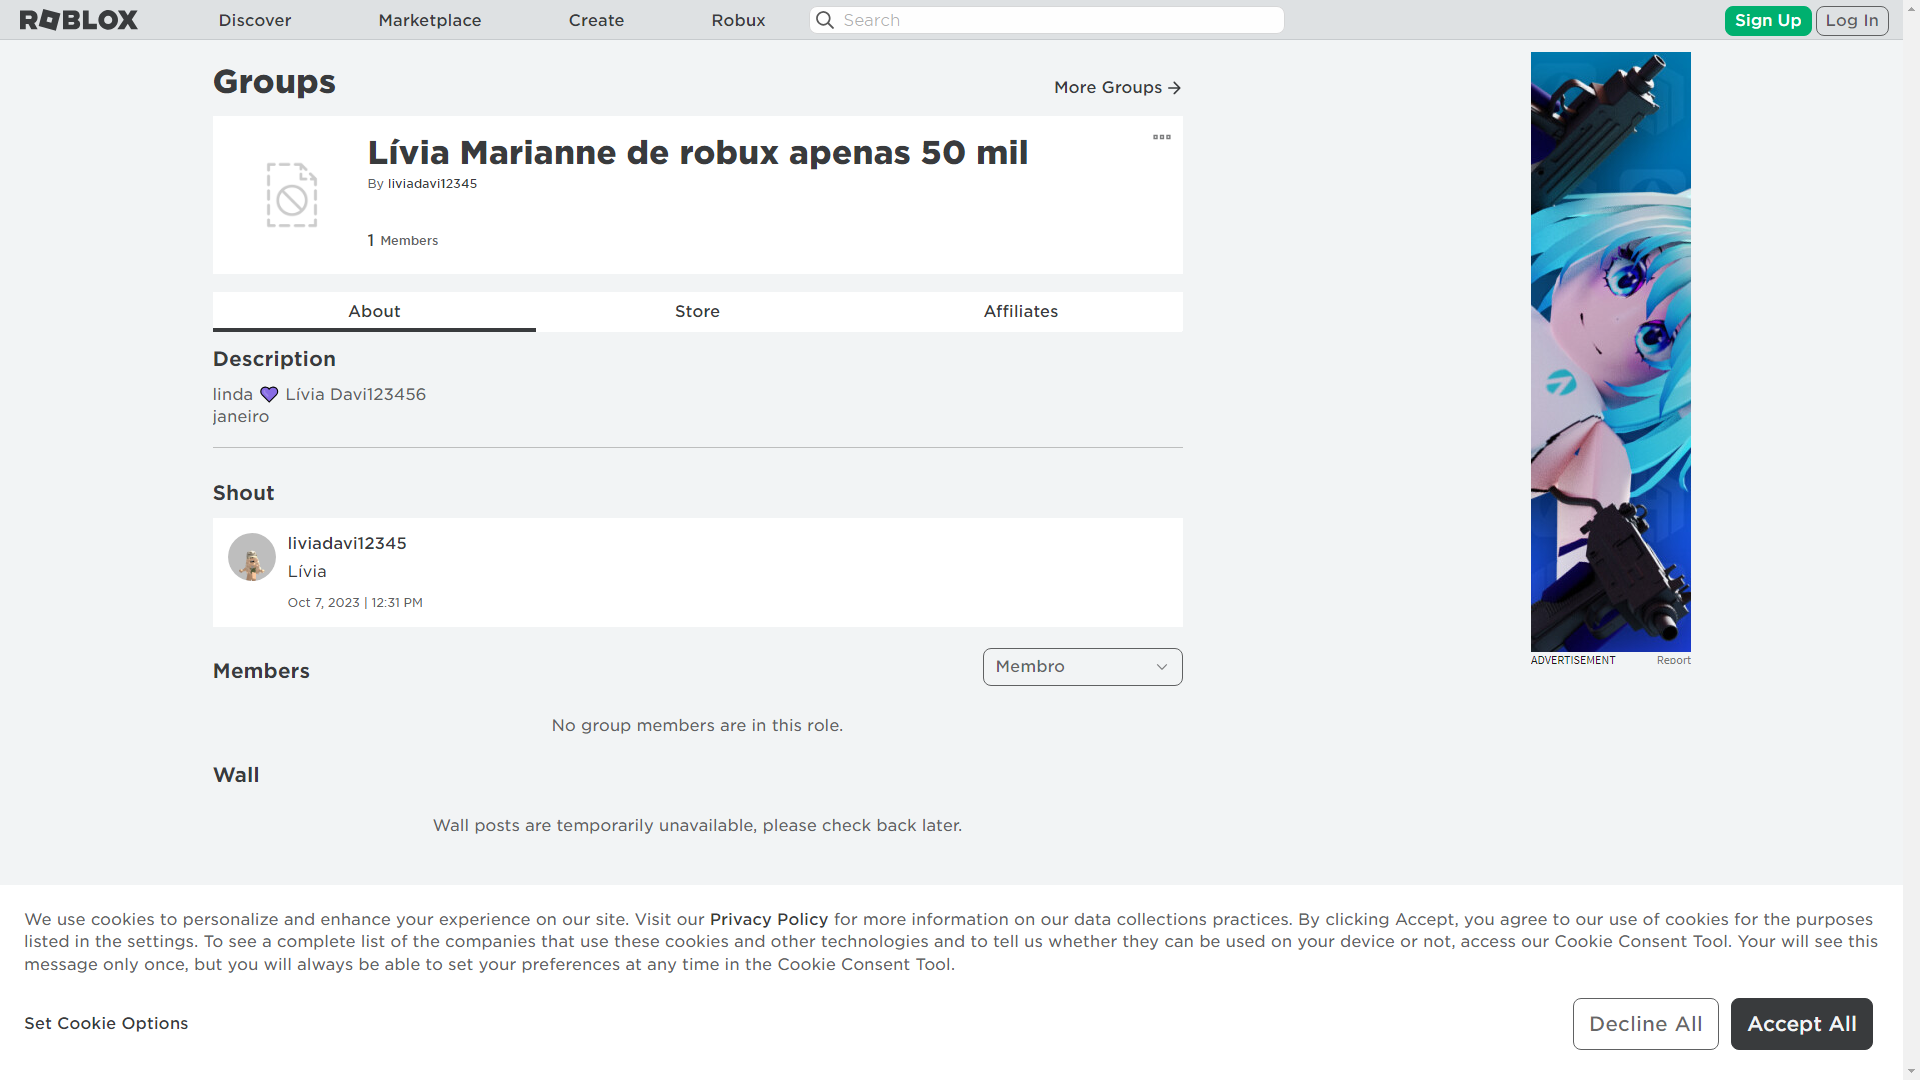 ROBLOX
Discover
Marketplace
Create
Robux
Search
Sign Up
Log In
Groups
More Groups
Lívia Marianne de robux apenas 50 mil
By liviadavi12345
1 Members
About
Store
Affiliates
Description
linda 💜 Lívia Davi123456
janeiro
Shout
liviadavi12345
Lívia
Oct 7, 2023 | 12:31 PM
Members
Membro
No group members are in this role.
Wall
Wall posts are temporarily unavailable, please check back later.
ADVERTISEMENT
Report
We use cookies to personalize and enhance your experience on our site. Visit our Privacy Policy for more information on our data collections practices. By clicking Accept, you agree to our use of cookies for the purposes
listed in the settings. To see a complete list of the companies that use these cookies and other technologies and to tell us whether they can be used on your device or not, access our Cookie Consent Tool. Your will see this
message only once, but you will always be able to set your preferences at any time in the Cookie Consent Tool.
Set Cookie Options
Decline All
Accept All